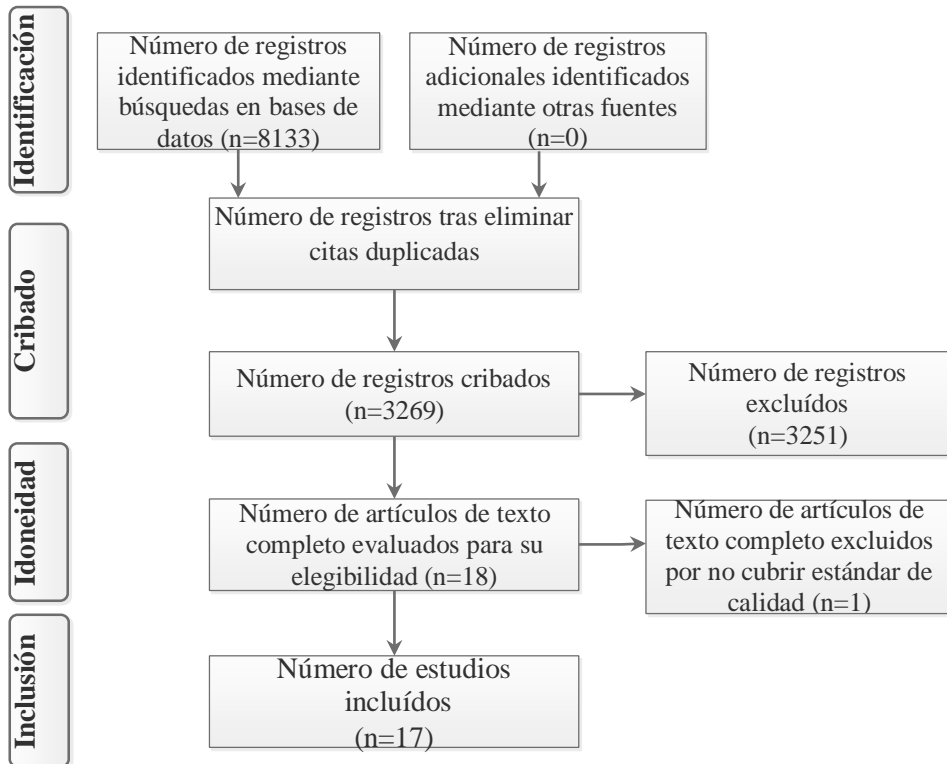 Identificación
Número de registros
identificados mediante
búsquedas en bases de
datos (n=8133)
Número de registros
adicionales identificados
mediante otras fuentes
(n=0)
Número de registros tras eliminar
citas duplicadas
Cribado
Número de registros cribados
(n=3269)
Número de registros
excluídos
(n=3251)
Idoneidad
Número de artículos de texto
completo evaluados para su
elegibilidad (n=18)
Número de artículos de
texto completo excluidos
por no cubrir estándar de
calidad (n=1)
Inclusión
Número de estudios
incluídos
(n=17)